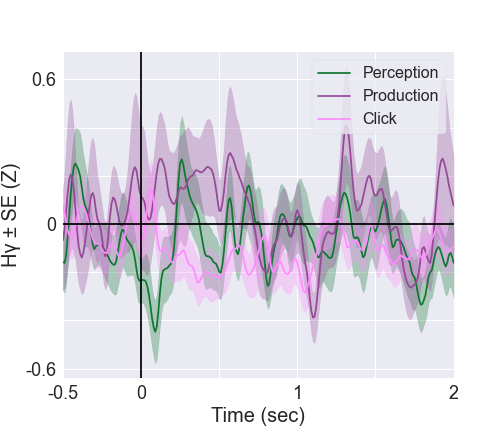 Perception
Production
Click
0.6
0
-0.6
Hγ ± SE (Z)
-0.5
0
1
2
Time (sec)